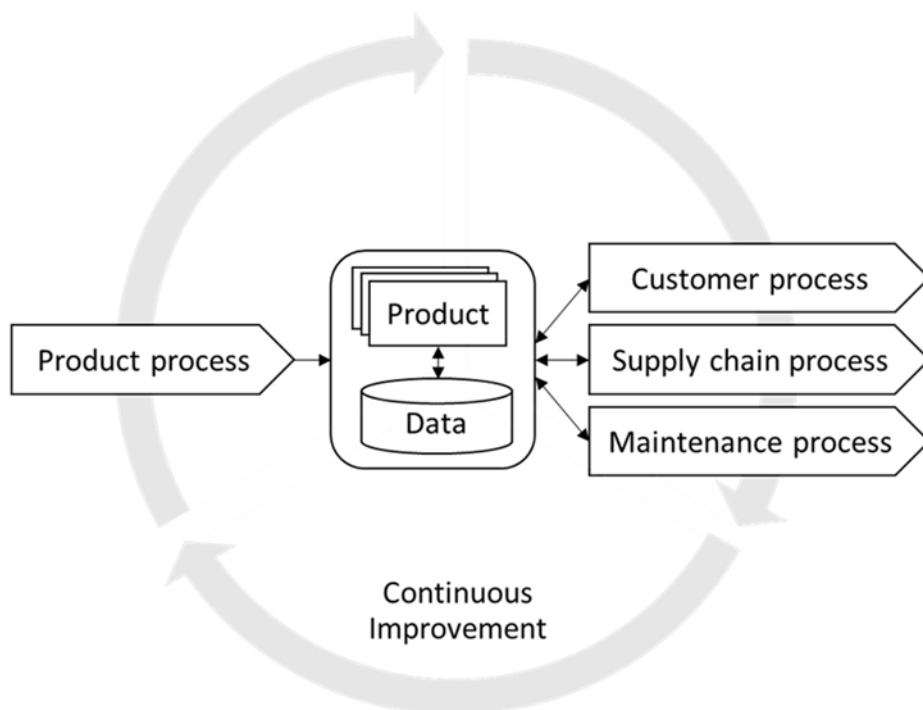 Customer process
Product
Product process
Supply chain process
Data
Maintenance process
Continuous
Improvement